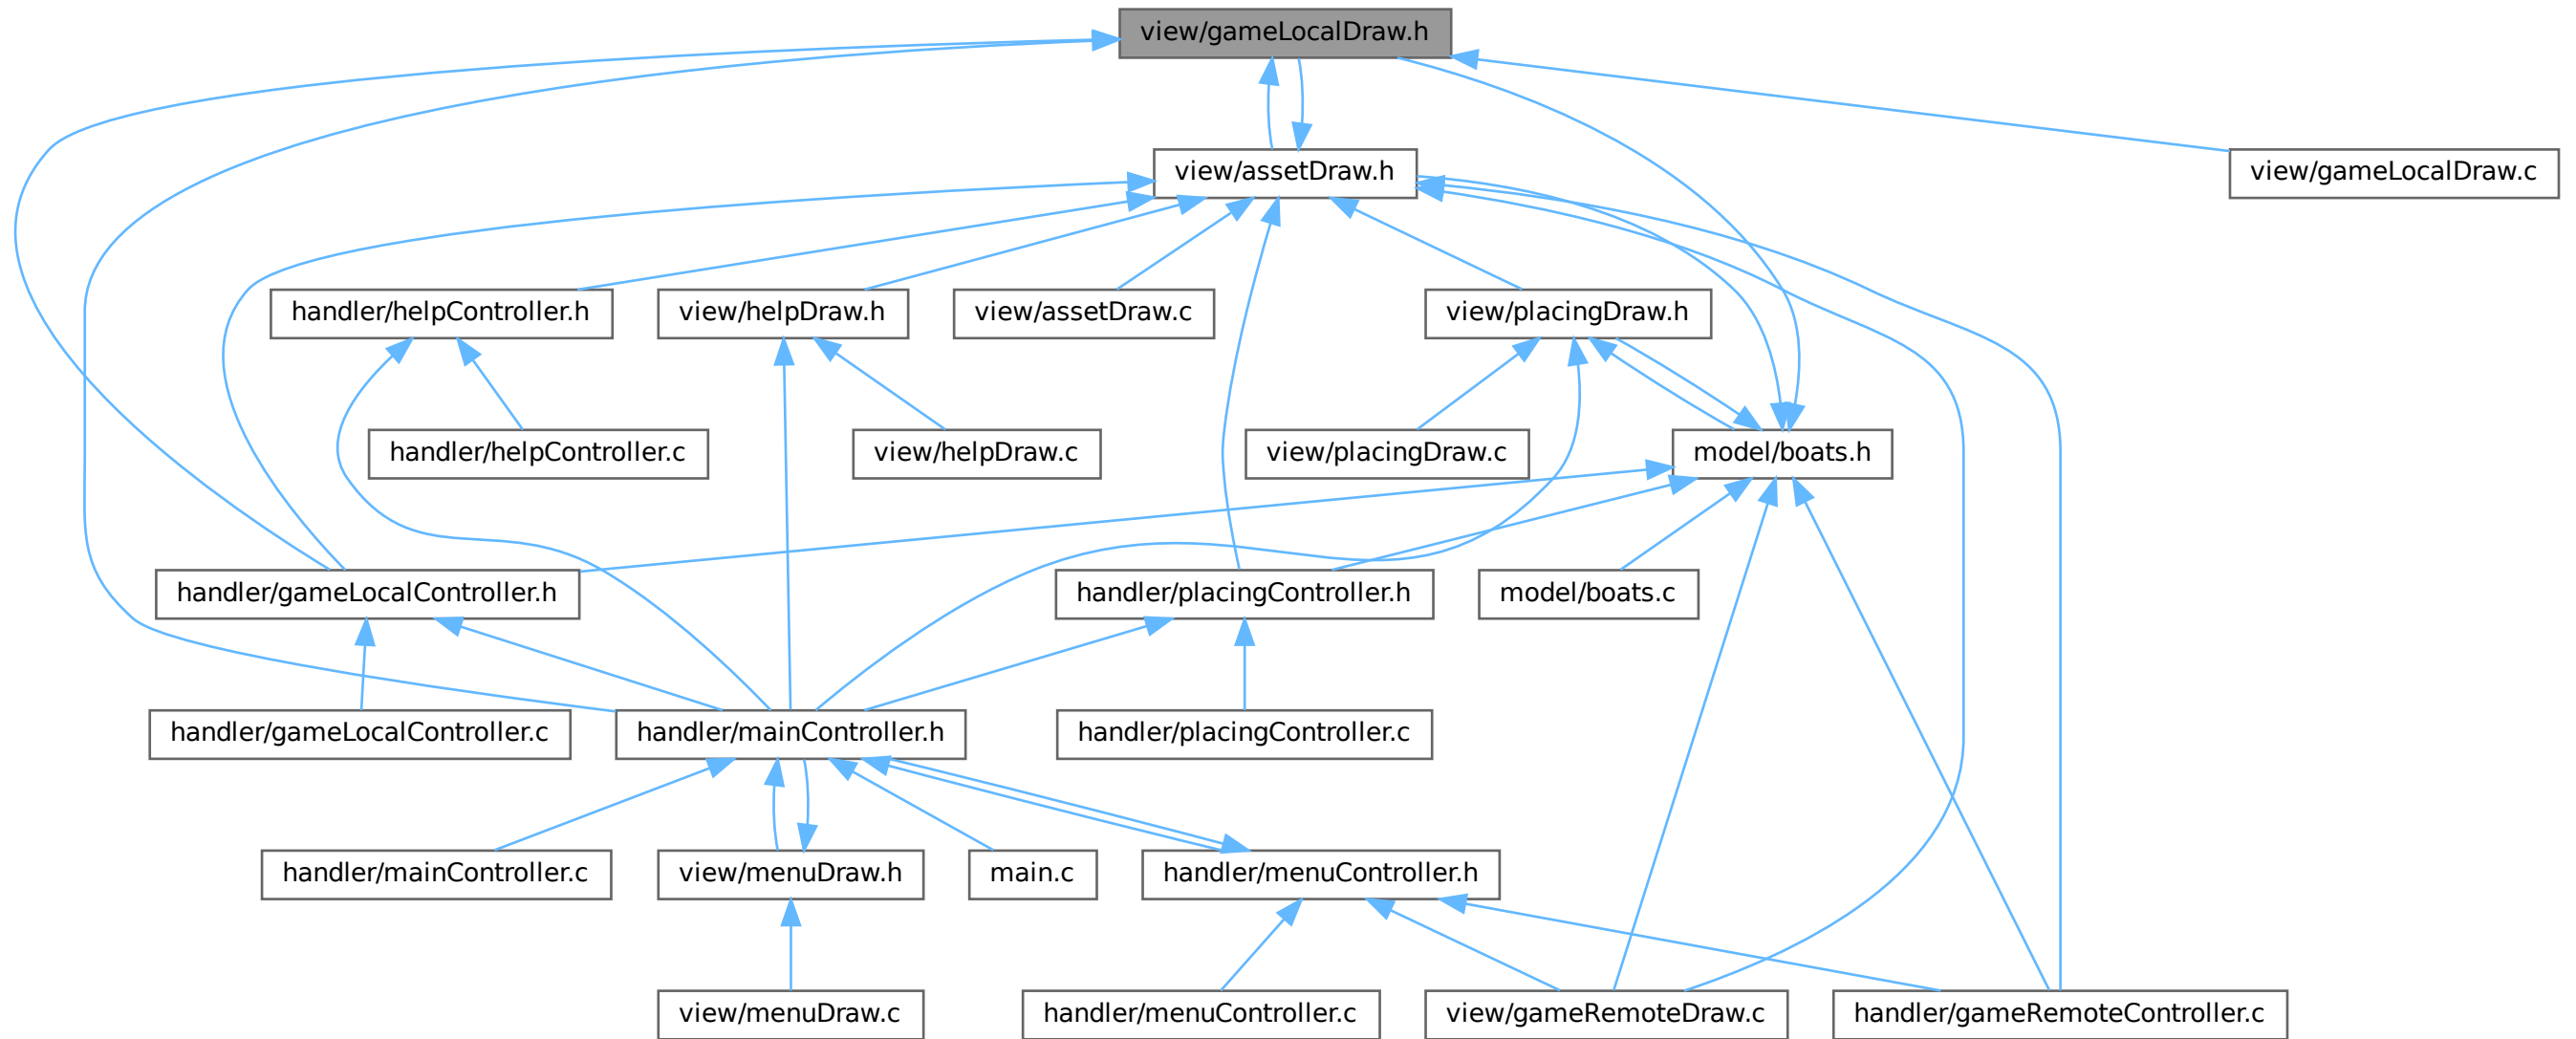 view/gameLocalDraw.h
view/assetDraw.h
view/gameLocalDraw.c
handler/helpController.h
view/helpDraw.h
view/assetDraw.c
view/placingDraw.h
handler/helpController.c
view/helpDraw.c
view/placingDraw.c
model/boats.h
handler/gameLocalController.h
handler/placingController.h
model/boats.c
handler/gameLocalController.c
handler/mainController.h
handler/placingController.c
handler/mainController.c
view/menuDraw.h
main.c
handler/menuController.h
view/menuDraw.c
handler/menuController.c
view/gameRemoteDraw.c
handler/gameRemoteController.c